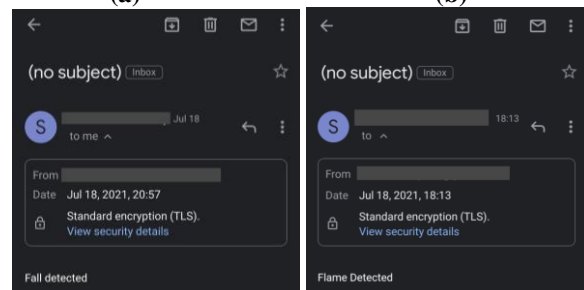 (a)
(no subject) Inbox
S
Jul 18
to me
From
Date Jul 18, 2021, 20:57
Standard encryption (TLS).
View security details
Fall detected
(b)
(no subject) Inbox
S
18:13
to
From
Date Jul 18, 2021, 18:13
Standard encryption (TLS).
View security details
Flame Detected